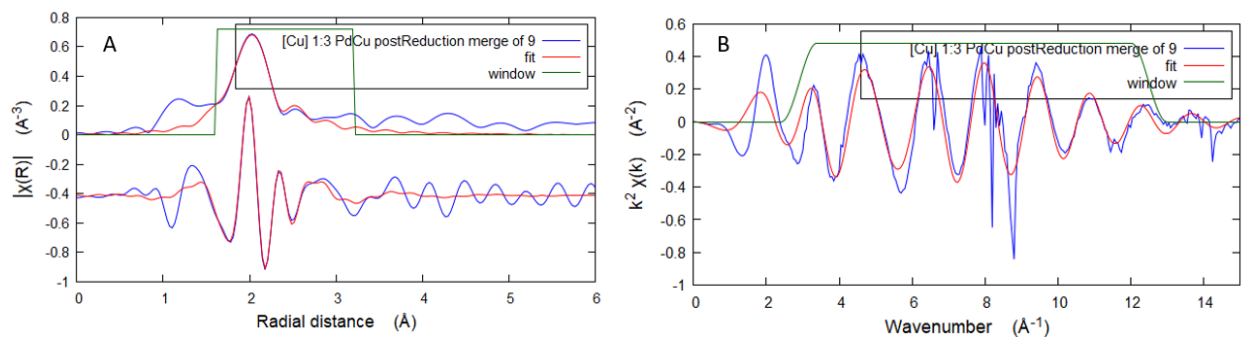 A
[Cu] 1:3 PdCu postReduction merge of 9
fit
window
|χ(R)| (Å⁻³)
0.8
0.6
0.4
0.2
0
-0.2
-0.4
-0.6
-0.8
-1
0 1 2 3 4 5 6
Radial distance (Å)
B
[Cu] 1:3 PdCu postReduction merge of 9
fit
window
k² χ(k) (Å⁻²)
0.6
0.4
0.2
0
-0.2
-0.4
-0.6
-0.8
-1
0 2 4 6 8 10 12 14
Wavenumber (Å⁻¹)